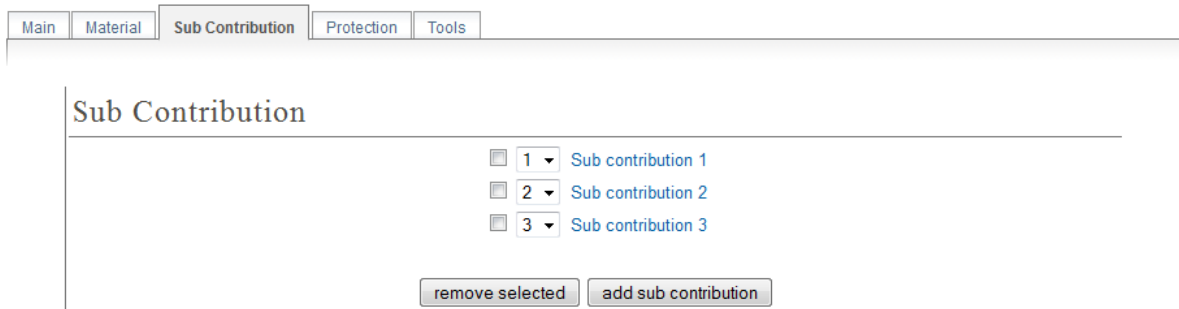 Main Material Sub Contribution Protection Tools
Sub Contribution
1 Sub contribution 1
2 Sub contribution 2
3 Sub contribution 3
remove selected add sub contribution